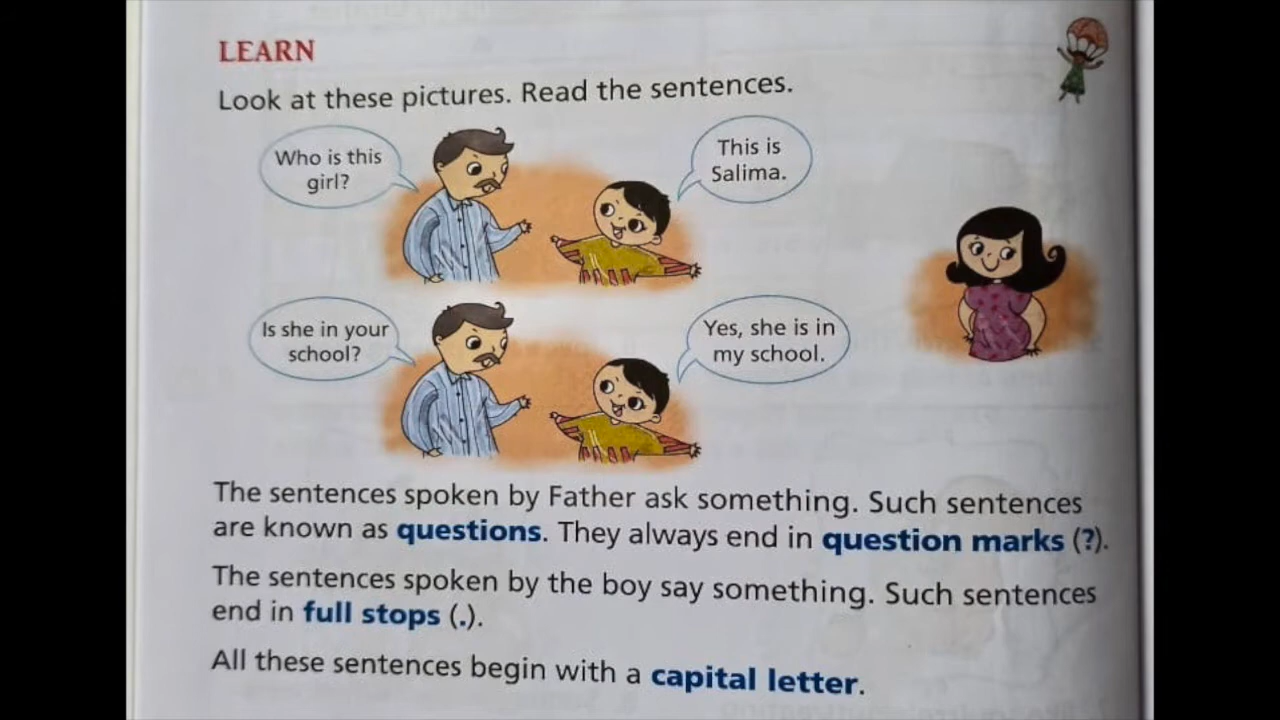 LEARN
Look at these pictures. Read the sentences.
Who is this
girl?
This is
Salima.
Is she in your
school?
Yes, she is in
my school.
The sentences spoken by Father ask something. Such sentences
are known as questions. They always end in question marks (?).
The sentences spoken by the boy say something. Such sentences
end in full stops (.).
All these sentences begin with a capital letter.